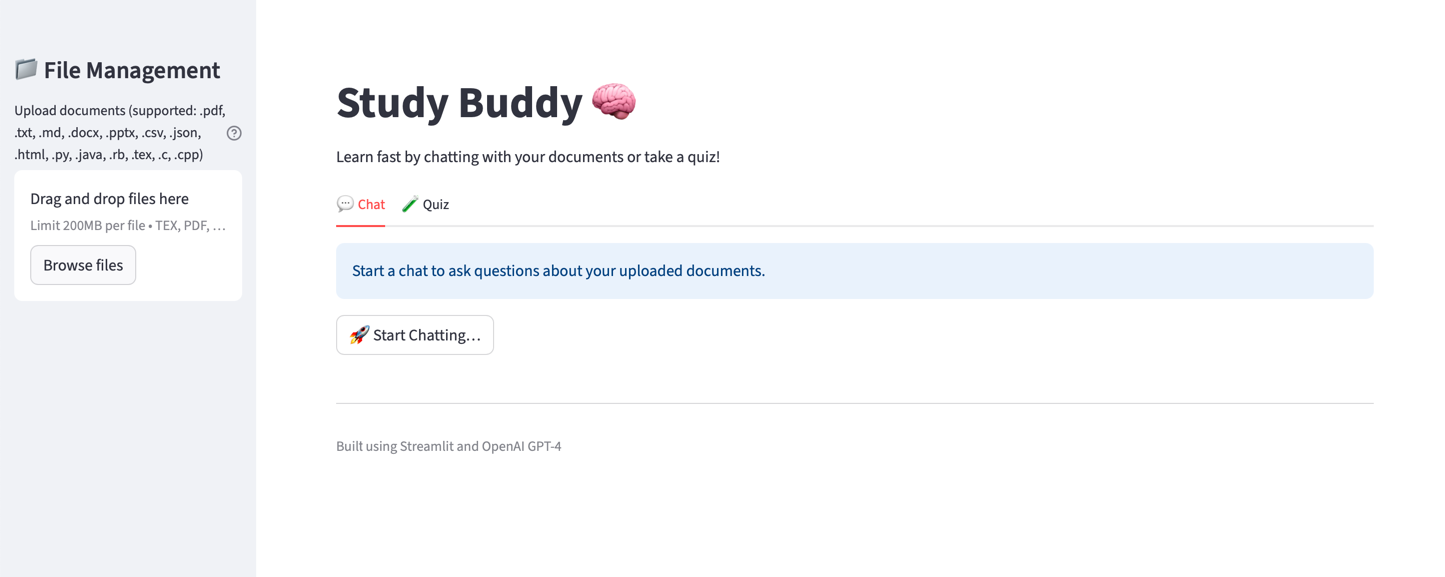 File Management
Upload documents (supported: .pdf,
.txt, .md, .docx, .pptx, .csv, .json,
.html, .py, .java, .rb, .tex, .c, .cpp)
?
Drag and drop files here
Limit 200MB per file • TEX, PDF, …
Browse files
Study Buddy 🧠
Learn fast by chatting with your documents or take a quiz!
💬 Chat 🧪 Quiz
Start a chat to ask questions about your uploaded documents.
🚀 Start Chatting…
Built using Streamlit and OpenAI GPT-4